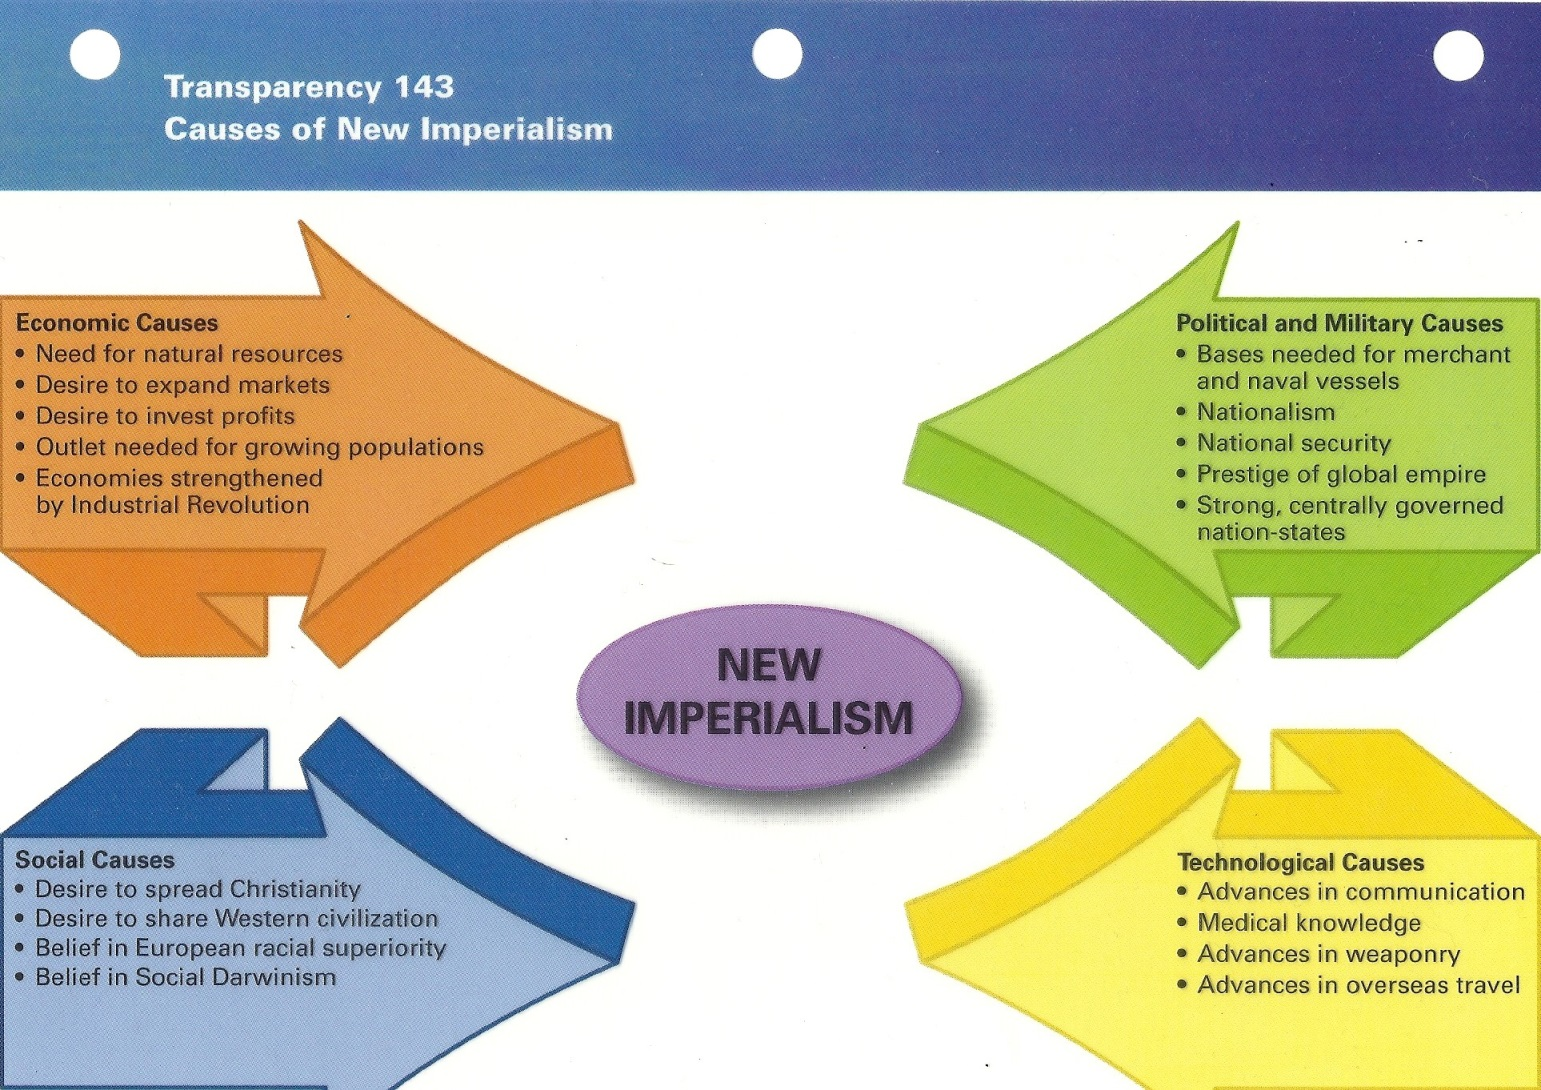 Transparency 143
Causes of New Imperialism
Economic Causes
• Need for natural resources
• Desire to expand markets
• Desire to invest profits
• Outlet needed for growing populations
• Economies strengthened
by Industrial Revolution
Political and Military Causes
• Bases needed for merchant
and naval vessels
• Nationalism
• National security
• Prestige of global empire
• Strong, centrally governed
nation-states
NEW
IMPERIALISM
Social Causes
• Desire to spread Christianity
• Desire to share Western civilization
• Belief in European racial superiority
• Belief in Social Darwinism
Technological Causes
• Advances in communication
• Medical knowledge
• Advances in weaponry
• Advances in overseas travel